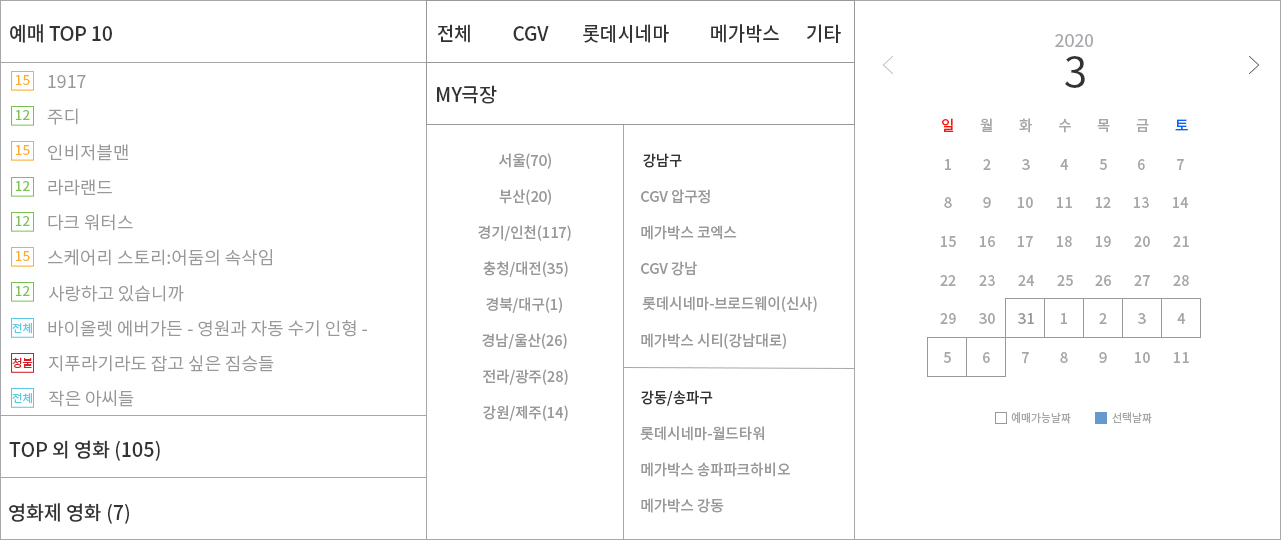 예매 TOP 10
15 1917
12 주디
15 인비저블맨
12 라라랜드
12 다크 워터스
15 스케어리 스토리:어둠의 속삭임
12 사랑하고 있습니까
전체 바이올렛 에버가든 - 영원과 자동 수기 인형 -
청불 지푸라기라도 잡고 싶은 짐승들
전체 작은 아씨들
TOP 외 영화 (105)
영화제 영화 (7)
전체 CGV 롯데시네마 메가박스 기타
MY극장
서울(70)
부산(20)
경기/인천(117)
충청/대전(35)
경북/대구(1)
경남/울산(26)
전라/광주(28)
강원/제주(14)
강남구
CGV 압구정
메가박스 코엑스
CGV 강남
롯데시네마-브로드웨이(신사)
메가박스 시티(강남대로)
강동/송파구
롯데시네마-월드타워
메가박스 송파파크하비오
메가박스 강동
2020
3
일 월 화 수 목 금 토
1 2 3 4 5 6 7
8 9 10 11 12 13 14
15 16 17 18 19 20 21
22 23 24 25 26 27 28
29 30 31 1 2 3 4
5 6 7 8 9 10 11
예매가능날짜 선택날짜